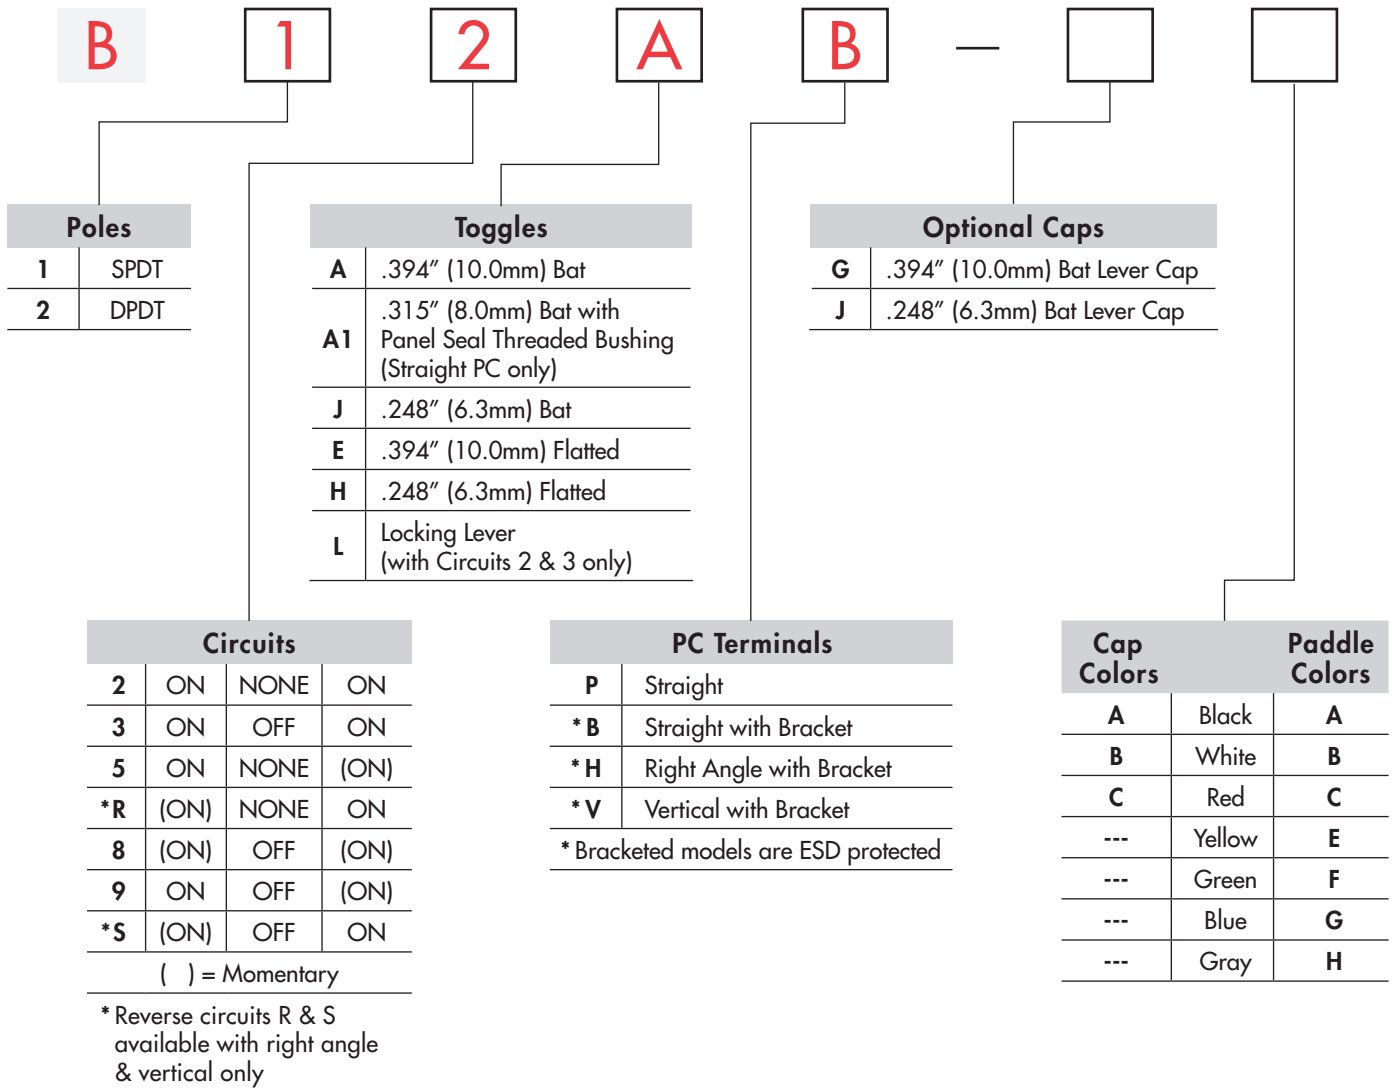 B 1 2 A B —
Poles
1 SPDT
2 DPDT
Toggles
A .394″ (10.0mm) Bat
A1 .315″ (8.0mm) Bat with
Panel Seal Threaded Bushing
(Straight PC only)
J .248″ (6.3mm) Bat
E .394″ (10.0mm) Flatted
H .248″ (6.3mm) Flatted
L Locking Lever
(with Circuits 2 & 3 only)
Optional Caps
G .394″ (10.0mm) Bat Lever Cap
J .248″ (6.3mm) Bat Lever Cap
Circuits
2 ON NONE ON
3 ON OFF ON
5 ON NONE (ON)
*R (ON) NONE ON
8 (ON) OFF (ON)
9 ON OFF (ON)
*S (ON) OFF ON
( ) = Momentary
* Reverse circuits R & S
available with right angle
& vertical only
PC Terminals
P Straight
*B Straight with Bracket
*H Right Angle with Bracket
*V Vertical with Bracket
* Bracketed models are ESD protected
Cap Paddle
Colors Colors
A Black A
B White B
C Red C
--- Yellow E
--- Green F
--- Blue G
--- Gray H